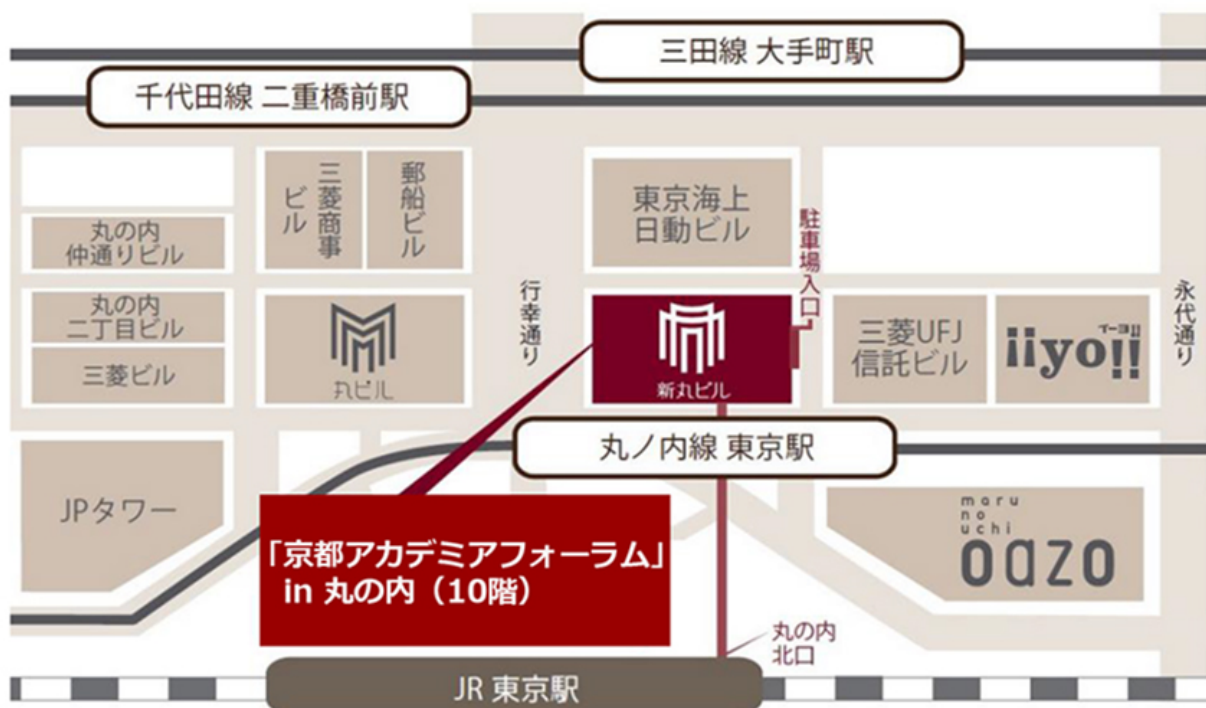 三田線 大手町駅
千代田線 二重橋前駅
三菱商事
ビル
郵船ビル
東京海上
日動ビル
駐車場入口
丸の内
仲通りビル
丸の内
二丁目ビル
三菱ビル
丸ビル
行幸通り
新丸ビル
三菱UFJ
信託ビル
イーヨ!!
iiyo!!
永代通り
丸ノ内線 東京駅
JPタワー
「京都アカデミアフォーラム」
in 丸の内（10階）
maru
no
uchi
oazo
丸の内
北口
JR 東京駅